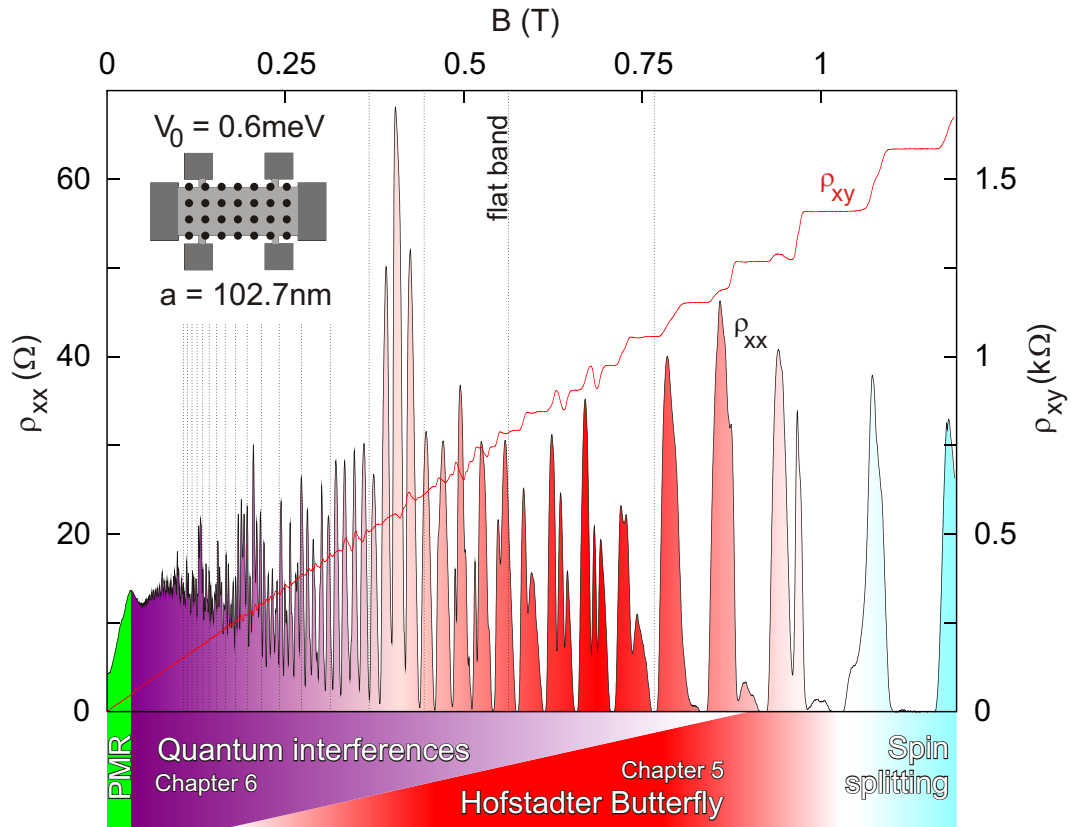 B (T)
0 0.25 0.5 0.75 1
V₀ = 0.6meV
a = 102.7nm
flat band
ρxy
ρxx
ρxx (Ω)
60
40
20
0
ρxy (kΩ)
1.5
1
0.5
0
PMR
Quantum interferences
Chapter 6
Chapter 5
Hofstadter Butterfly
Spin
splitting